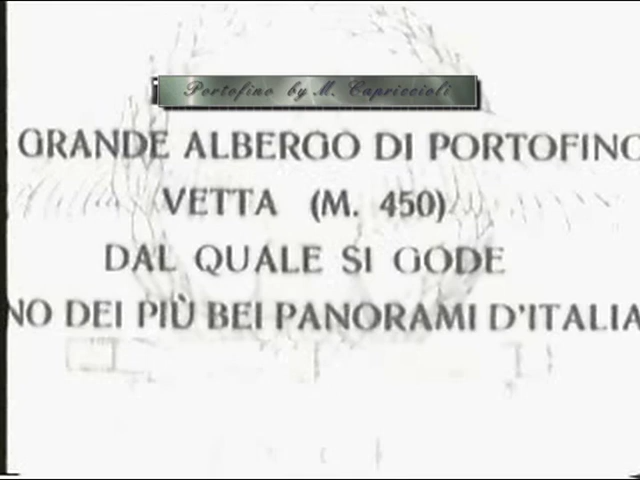 Portofino by M. Capriccioli
GRANDE ALBERGO DI PORTOFINO
VETTA (M. 450)
DAL QUALE SI GODE
NO DEI PIÙ BEI PANORAMI D'ITALIA